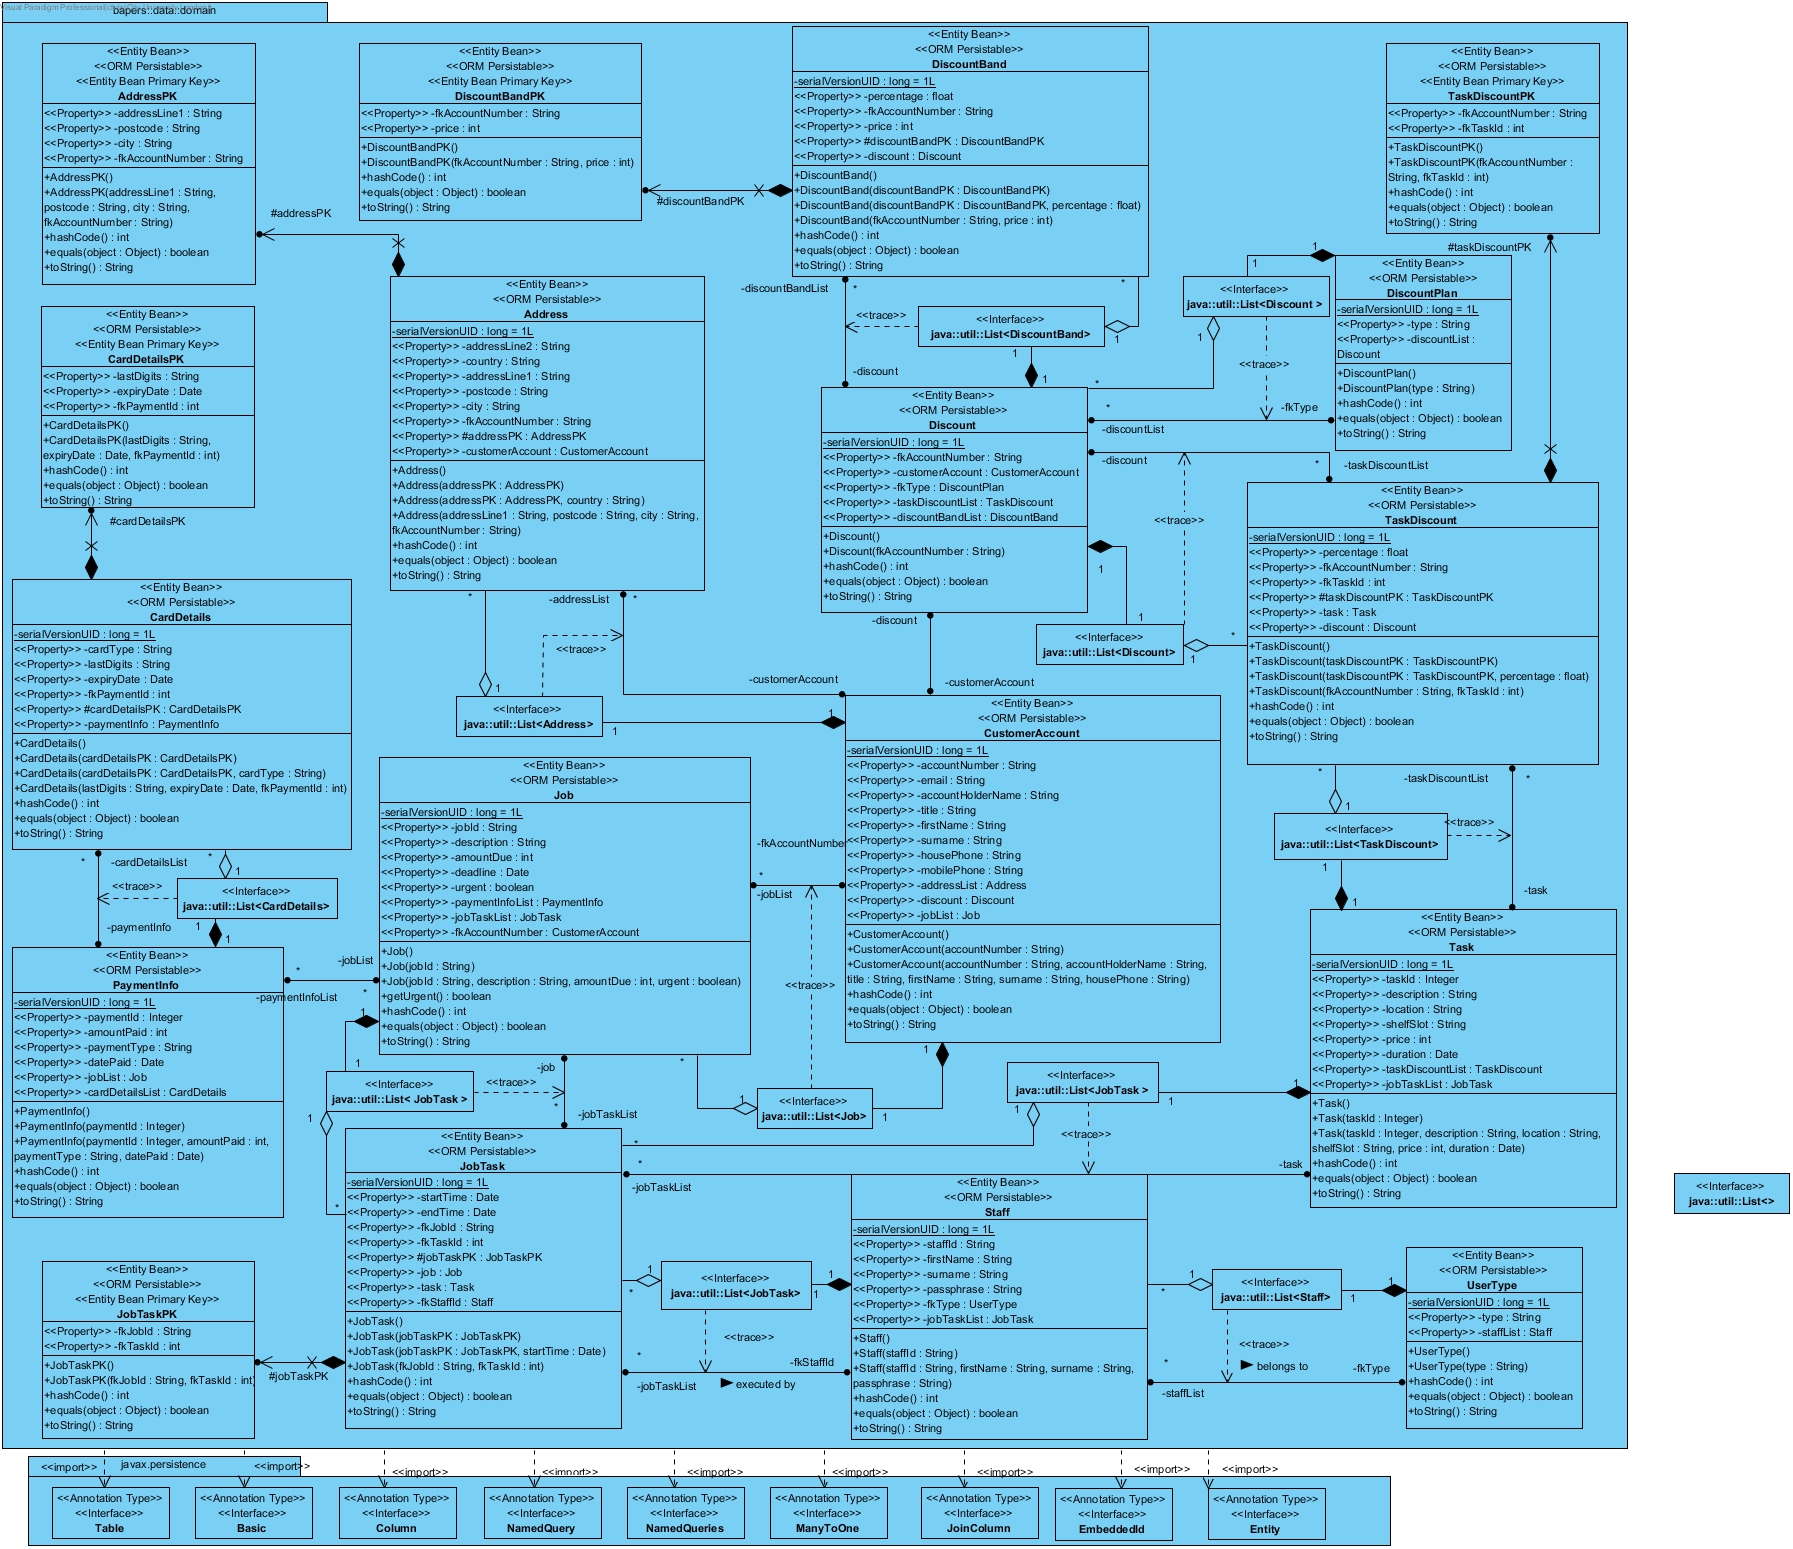 bapers::data::domain
<<Entity Bean>>
<<ORM Persistable>>
<<Entity Bean Primary Key>>
AddressPK
<<Property>> -addressLine1 : String
<<Property>> -postcode : String
<<Property>> -city : String
<<Property>> -fkAccountNumber : String
+AddressPK()
+AddressPK(addressLine1 : String,
postcode : String, city : String,
fkAccountNumber : String)
+hashCode() : int
+equals(object : Object) : boolean
+toString() : String
<<Entity Bean>>
<<ORM Persistable>>
<<Entity Bean Primary Key>>
DiscountBandPK
<<Property>> -fkAccountNumber : String
<<Property>> -price : int
+DiscountBandPK()
+DiscountBandPK(fkAccountNumber : String, price : int)
+hashCode() : int
+equals(object : Object) : boolean
+toString() : String
<<Entity Bean>>
<<ORM Persistable>>
DiscountBand
-serialVersionUID : long = 1L
<<Property>> -percentage : float
<<Property>> -fkAccountNumber : String
<<Property>> -price : int
<<Property>> #discountBandPK : DiscountBandPK
<<Property>> -discount : Discount
+DiscountBand()
+DiscountBand(discountBandPK : DiscountBandPK)
+DiscountBand(discountBandPK : DiscountBandPK, percentage : float)
+DiscountBand(fkAccountNumber : String, price : int)
+hashCode() : int
+equals(object : Object) : boolean
+toString() : String
<<Entity Bean>>
<<ORM Persistable>>
<<Entity Bean Primary Key>>
TaskDiscountPK
<<Property>> -fkAccountNumber : String
<<Property>> -fkTaskId : int
+TaskDiscountPK()
+TaskDiscountPK(fkAccountNumber :
String, fkTaskId : int)
+hashCode() : int
+equals(object : Object) : boolean
+toString() : String
#addressPK
#discountBandPK
#taskDiscountPK
<<Entity Bean>>
<<ORM Persistable>>
<<Entity Bean Primary Key>>
CardDetailsPK
<<Property>> -lastDigits : String
<<Property>> -expiryDate : Date
<<Property>> -fkPaymentId : int
+CardDetailsPK()
+CardDetailsPK(lastDigits : String,
expiryDate : Date, fkPaymentId : int)
+hashCode() : int
+equals(object : Object) : boolean
+toString() : String
#cardDetailsPK
<<Entity Bean>>
<<ORM Persistable>>
Address
-serialVersionUID : long = 1L
<<Property>> -addressLine2 : String
<<Property>> -country : String
<<Property>> -addressLine1 : String
<<Property>> -postcode : String
<<Property>> -city : String
<<Property>> -fkAccountNumber : String
<<Property>> #addressPK : AddressPK
<<Property>> -customerAccount : CustomerAccount
+Address()
+Address(addressPK : AddressPK)
+Address(addressPK : AddressPK, country : String)
+Address(addressLine1 : String, postcode : String, city : String,
fkAccountNumber : String)
+hashCode() : int
+equals(object : Object) : boolean
+toString() : String
-discountBandList
*
*
<<trace>>
<<Interface>>
java::util::List<DiscountBand>
1
1
1
-discount
<<Interface>>
java::util::List<Discount >
1
1
1
*
<<trace>>
<<Entity Bean>>
<<ORM Persistable>>
DiscountPlan
-serialVersionUID : long = 1L
<<Property>> -type : String
<<Property>> -discountList :
Discount
+DiscountPlan()
+DiscountPlan(type : String)
+hashCode() : int
+equals(object : Object) : boolean
+toString() : String
*
-discountList
-fkType
<<Entity Bean>>
<<ORM Persistable>>
Discount
-serialVersionUID : long = 1L
<<Property>> -fkAccountNumber : String
<<Property>> -customerAccount : CustomerAccount
<<Property>> -fkType : DiscountPlan
<<Property>> -taskDiscountList : TaskDiscount
<<Property>> -discountBandList : DiscountBand
+Discount()
+Discount(fkAccountNumber : String)
+hashCode() : int
+equals(object : Object) : boolean
+toString() : String
-discount
*
-taskDiscountList
<<trace>>
1
1
<<Interface>>
java::util::List<Discount>
1
*
<<Entity Bean>>
<<ORM Persistable>>
TaskDiscount
-serialVersionUID : long = 1L
<<Property>> -percentage : float
<<Property>> -fkAccountNumber : String
<<Property>> -fkTaskId : int
<<Property>> #taskDiscountPK : TaskDiscountPK
<<Property>> -task : Task
<<Property>> -discount : Discount
+TaskDiscount()
+TaskDiscount(taskDiscountPK : TaskDiscountPK)
+TaskDiscount(taskDiscountPK : TaskDiscountPK, percentage : float)
+TaskDiscount(fkAccountNumber : String, fkTaskId : int)
+hashCode() : int
+equals(object : Object) : boolean
+toString() : String
<<Entity Bean>>
<<ORM Persistable>>
CardDetails
-serialVersionUID : long = 1L
<<Property>> -cardType : String
<<Property>> -lastDigits : String
<<Property>> -expiryDate : Date
<<Property>> -fkPaymentId : int
<<Property>> #cardDetailsPK : CardDetailsPK
<<Property>> -paymentInfo : PaymentInfo
+CardDetails()
+CardDetails(cardDetailsPK : CardDetailsPK)
+CardDetails(cardDetailsPK : CardDetailsPK, cardType : String)
+CardDetails(lastDigits : String, expiryDate : Date, fkPaymentId : int)
+hashCode() : int
+equals(object : Object) : boolean
+toString() : String
*
-addressList
*
<<trace>>
1
<<Interface>>
java::util::List<Address>
1
1
-customerAccount
-discount
-customerAccount
<<Entity Bean>>
<<ORM Persistable>>
CustomerAccount
-serialVersionUID : long = 1L
<<Property>> -accountNumber : String
<<Property>> -email : String
<<Property>> -accountHolderName : String
<<Property>> -title : String
<<Property>> -firstName : String
<<Property>> -surname : String
<<Property>> -housePhone : String
<<Property>> -mobilePhone : String
<<Property>> -addressList : Address
<<Property>> -discount : Discount
<<Property>> -jobList : Job
+CustomerAccount()
+CustomerAccount(accountNumber : String)
+CustomerAccount(accountNumber : String, accountHolderName : String,
title : String, firstName : String, surname : String, housePhone : String)
+hashCode() : int
+equals(object : Object) : boolean
+toString() : String
<<Entity Bean>>
<<ORM Persistable>>
Job
-serialVersionUID : long = 1L
<<Property>> -jobId : String
<<Property>> -description : String
<<Property>> -amountDue : int
<<Property>> -deadline : Date
<<Property>> -urgent : boolean
<<Property>> -paymentInfoList : PaymentInfo
<<Property>> -jobTaskList : JobTask
<<Property>> -fkAccountNumber : CustomerAccount
+Job()
+Job(jobId : String)
+Job(jobId : String, description : String, amountDue : int, urgent : boolean)
+getUrgent() : boolean
+hashCode() : int
+equals(object : Object) : boolean
+toString() : String
-fkAccountNumber
*
-jobList
<<trace>>
*
1
<<Interface>>
java::util::List<Job>
1
1
*
-taskDiscountList
*
1
<<Interface>>
java::util::List<TaskDiscount>
<<trace>>
1
1
-task
*
-cardDetailsList
*
1
<<trace>>
<<Interface>>
java::util::List<CardDetails>
1
1
-paymentInfo
<<Entity Bean>>
<<ORM Persistable>>
PaymentInfo
-serialVersionUID : long = 1L
<<Property>> -paymentId : Integer
<<Property>> -amountPaid : int
<<Property>> -paymentType : String
<<Property>> -datePaid : Date
<<Property>> -jobList : Job
<<Property>> -cardDetailsList : CardDetails
+PaymentInfo()
+PaymentInfo(paymentId : Integer)
+PaymentInfo(paymentId : Integer, amountPaid : int,
paymentType : String, datePaid : Date)
+hashCode() : int
+equals(object : Object) : boolean
+toString() : String
-jobList
*
-paymentInfoList
*
1
1
<<Interface>>
java::util::List< JobTask >
<<trace>>
1
*
-job
*
-jobTaskList
<<Entity Bean>>
<<ORM Persistable>>
Task
-serialVersionUID : long = 1L
<<Property>> -taskId : Integer
<<Property>> -description : String
<<Property>> -location : String
<<Property>> -shelfSlot : String
<<Property>> -price : int
<<Property>> -duration : Date
<<Property>> -taskDiscountList : TaskDiscount
<<Property>> -jobTaskList : JobTask
+Task()
+Task(taskId : Integer)
+Task(taskId : Integer, description : String, location : String,
shelfSlot : String, price : int, duration : Date)
+hashCode() : int
+equals(object : Object) : boolean
+toString() : String
<<Interface>>
java::util::List<JobTask >
1
1
1
<<trace>>
*
*
-jobTaskList
-task
<<Interface>>
java::util::List<>
<<Entity Bean>>
<<ORM Persistable>>
JobTask
-serialVersionUID : long = 1L
<<Property>> -startTime : Date
<<Property>> -endTime : Date
<<Property>> -fkJobId : String
<<Property>> -fkTaskId : int
<<Property>> #jobTaskPK : JobTaskPK
<<Property>> -job : Job
<<Property>> -task : Task
<<Property>> -fkStaffId : Staff
+JobTask()
+JobTask(jobTaskPK : JobTaskPK)
+JobTask(jobTaskPK : JobTaskPK, startTime : Date)
+JobTask(fkJobId : String, fkTaskId : int)
+hashCode() : int
+equals(object : Object) : boolean
+toString() : String
<<Entity Bean>>
<<ORM Persistable>>
Staff
-serialVersionUID : long = 1L
<<Property>> -staffId : String
<<Property>> -firstName : String
<<Property>> -surname : String
<<Property>> -passphrase : String
<<Property>> -fkType : UserType
<<Property>> -jobTaskList : JobTask
+Staff()
+Staff(staffId : String)
+Staff(staffId : String, firstName : String, surname : String,
passphrase : String)
+hashCode() : int
+equals(object : Object) : boolean
+toString() : String
<<Entity Bean>>
<<ORM Persistable>>
<<Entity Bean Primary Key>>
JobTaskPK
<<Property>> -fkJobId : String
<<Property>> -fkTaskId : int
+JobTaskPK()
+JobTaskPK(fkJobId : String, fkTaskId : int)
+hashCode() : int
+equals(object : Object) : boolean
+toString() : String
#jobTaskPK
1
*
<<Interface>>
java::util::List<JobTask>
1
1
<<trace>>
*
-jobTaskList
executed by
-fkStaffId
1
*
<<Interface>>
java::util::List<Staff>
1
1
<<trace>>
*
belongs to
-staffList
-fkType
<<Entity Bean>>
<<ORM Persistable>>
UserType
-serialVersionUID : long = 1L
<<Property>> -type : String
<<Property>> -staffList : Staff
+UserType()
+UserType(type : String)
+hashCode() : int
+equals(object : Object) : boolean
+toString() : String
javax.persistence
<<import>>
<<import>>
<<import>>
<<import>>
<<import>>
<<import>>
<<import>>
<<import>>
<<import>>
<<Annotation Type>>
<<Interface>>
Table
<<Annotation Type>>
<<Interface>>
Basic
<<Annotation Type>>
<<Interface>>
Column
<<Annotation Type>>
<<Interface>>
NamedQuery
<<Annotation Type>>
<<Interface>>
NamedQueries
<<Annotation Type>>
<<Interface>>
ManyToOne
<<Annotation Type>>
<<Interface>>
JoinColumn
<<Annotation Type>>
<<Interface>>
EmbeddedId
<<Annotation Type>>
<<Interface>>
Entity